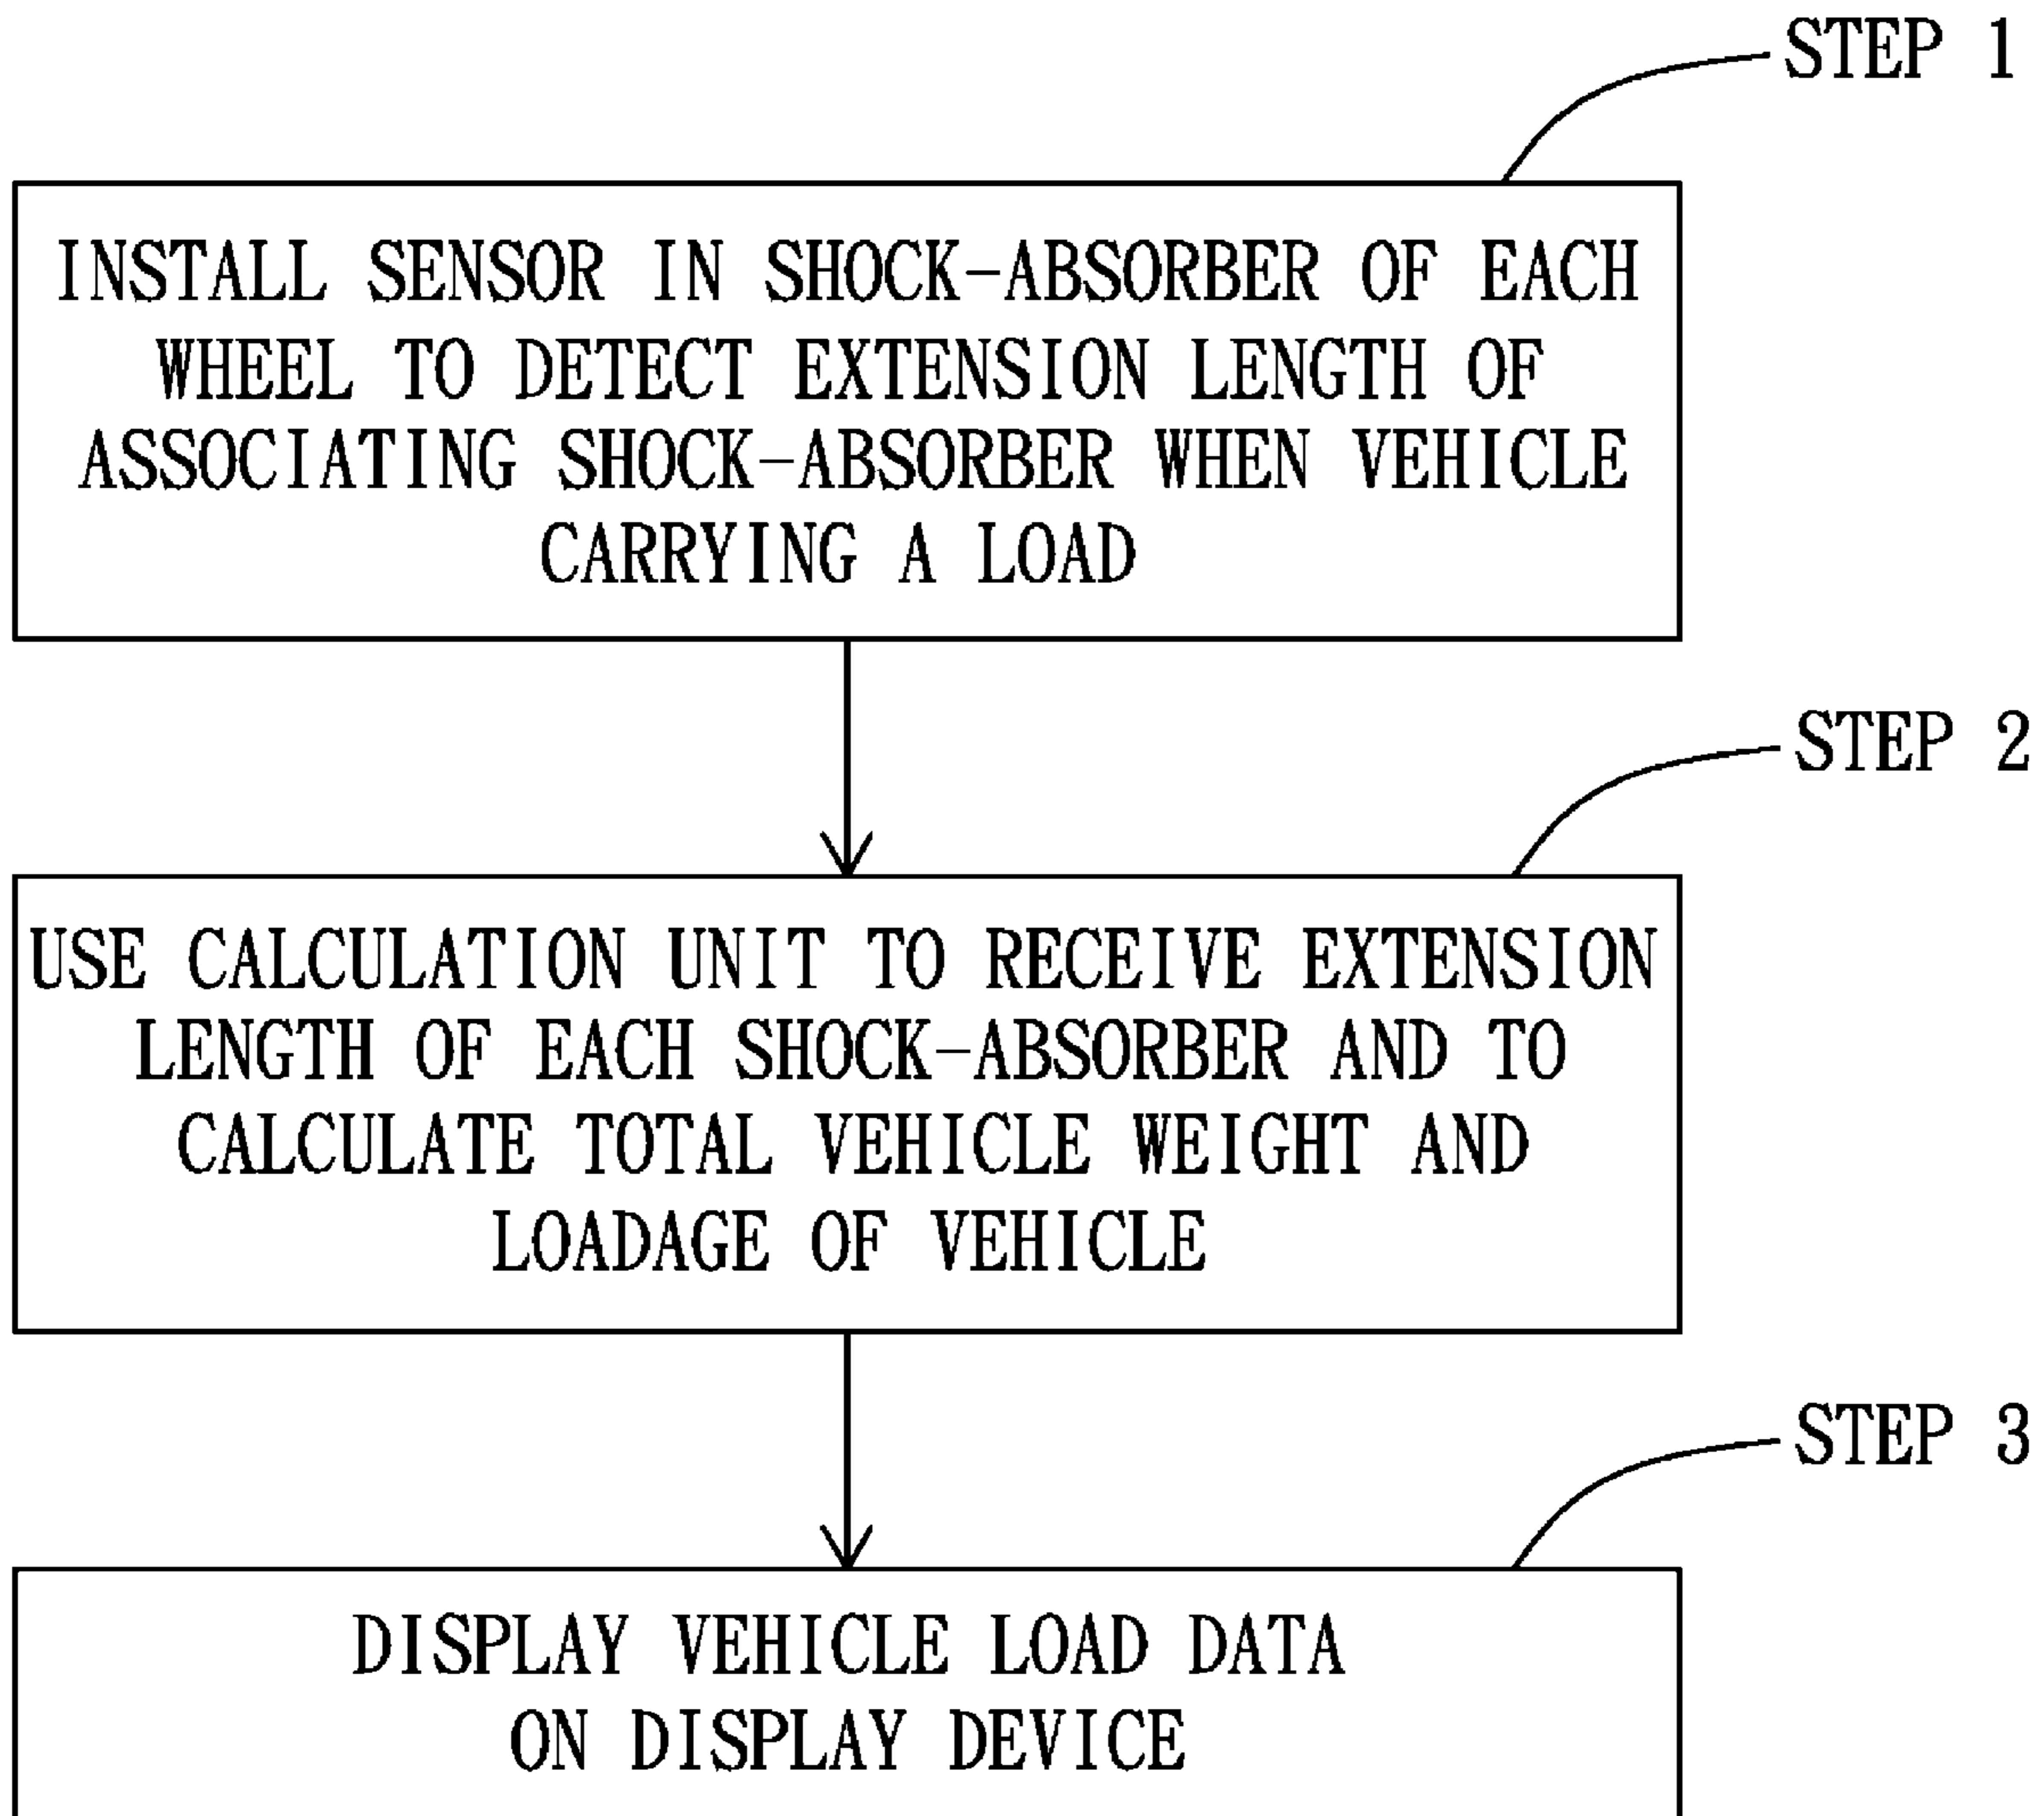 STEP 1
INSTALL SENSOR IN SHOCK-ABSORBER OF EACH
WHEEL TO DETECT EXTENSION LENGTH OF
ASSOCIATING SHOCK-ABSORBER WHEN VEHICLE
CARRYING A LOAD
STEP 2
USE CALCULATION UNIT TO RECEIVE EXTENSION
LENGTH OF EACH SHOCK-ABSORBER AND TO
CALCULATE TOTAL VEHICLE WEIGHT AND
LOADAGE OF VEHICLE
STEP 3
DISPLAY VEHICLE LOAD DATA
ON DISPLAY DEVICE